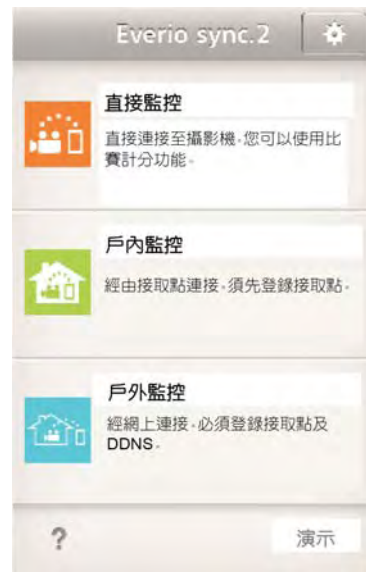 Everio sync.2
直接監控
直接連接至攝影機·您可以使用比
賽計分功能·
戶內監控
經由接取點連接·須先登錄接取點·
戶外監控
經網上連接·必須登錄接取點及
DDNS·
?
演示